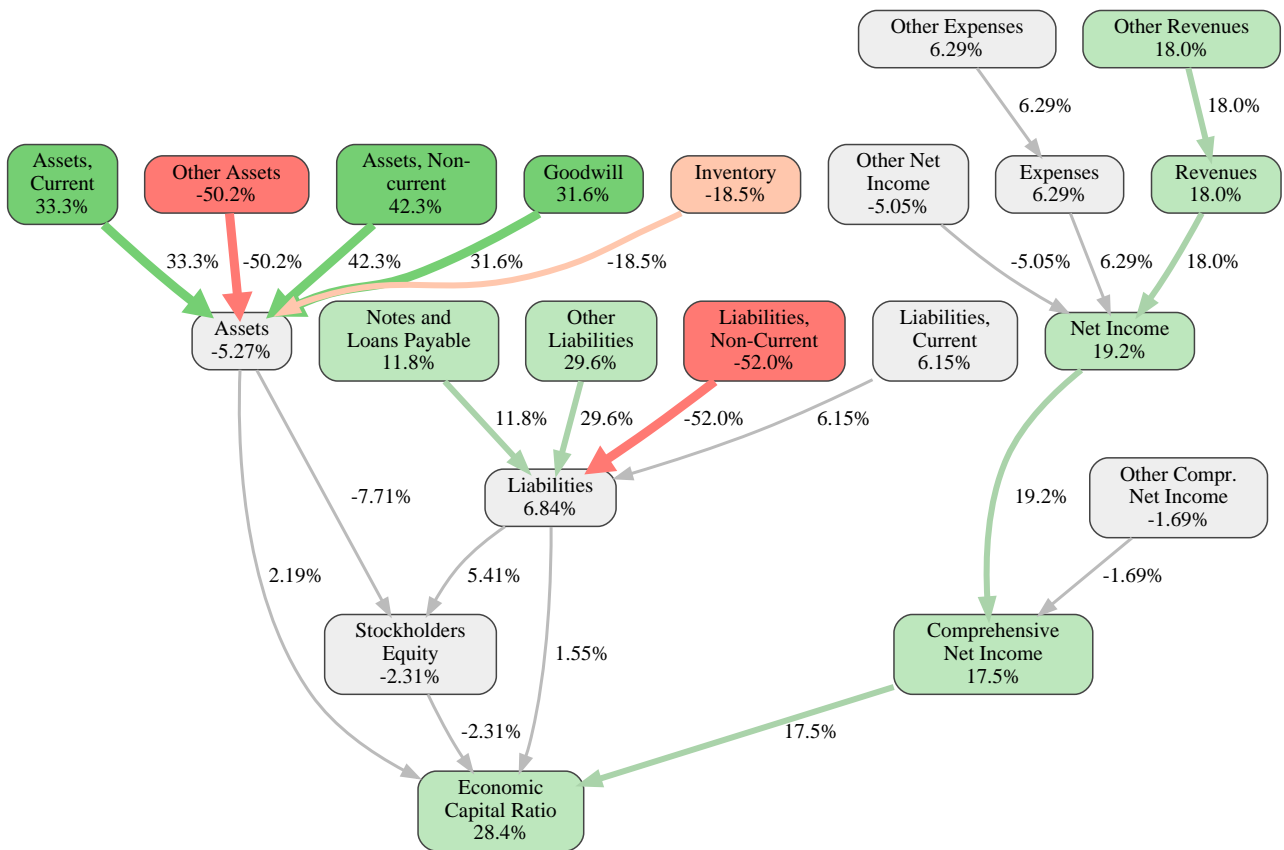 Other Expenses
6.29%
Other Revenues
18.0%
6.29%
18.0%
Assets,
Current
33.3%
Other Assets
-50.2%
Assets, Non-
current
42.3%
Goodwill
31.6%
Inventory
-18.5%
Other Net
Income
-5.05%
Expenses
6.29%
Revenues
18.0%
33.3%
-50.2%
42.3%
31.6%
-18.5%
-5.05%
6.29%
18.0%
Assets
-5.27%
Notes and
Loans Payable
11.8%
Other
Liabilities
29.6%
Liabilities,
Non-Current
-52.0%
Liabilities,
Current
6.15%
Net Income
19.2%
11.8%
29.6%
-52.0%
6.15%
Liabilities
6.84%
-7.71%
19.2%
Other Compr.
Net Income
-1.69%
2.19%
5.41%
-1.69%
Stockholders
Equity
-2.31%
1.55%
Comprehensive
Net Income
17.5%
-2.31%
17.5%
Economic
Capital Ratio
28.4%